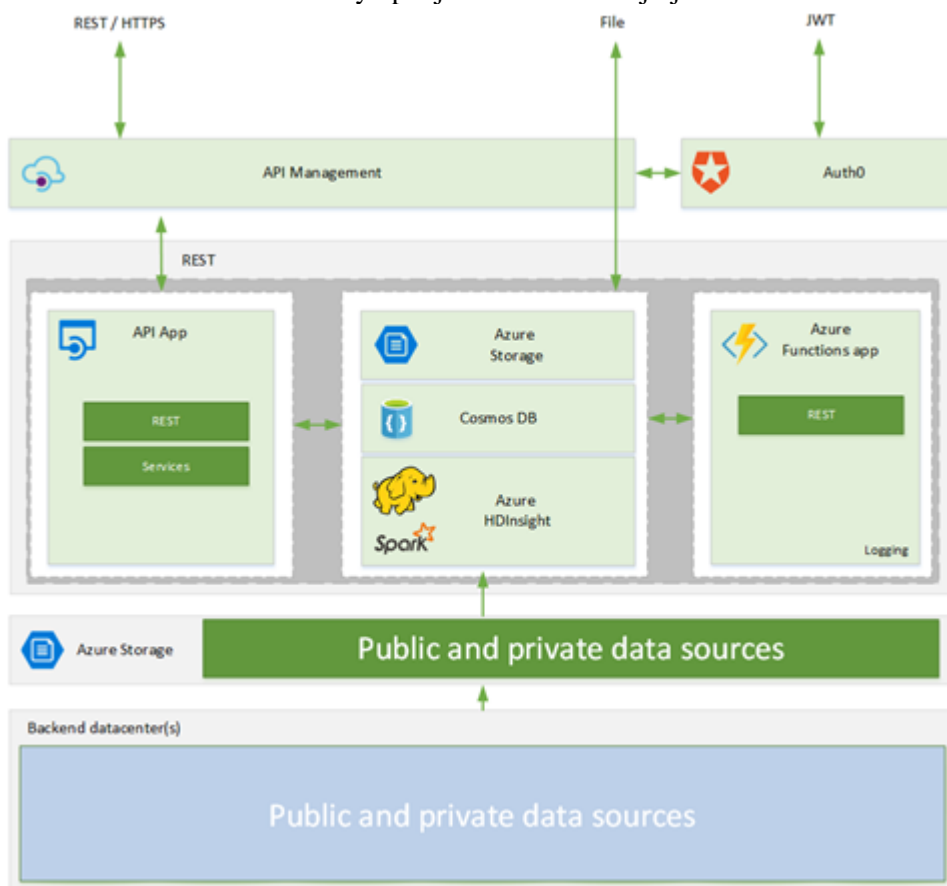 REST / HTTPS
File
JWT
API Management
Auth0
REST
API App
REST
Services
Azure
Storage
Cosmos DB
Azure
HDInsight
Spark
Azure
Functions app
REST
Logging
Azure Storage
Public and private data sources
Backend datacenter(s)
Public and private data sources